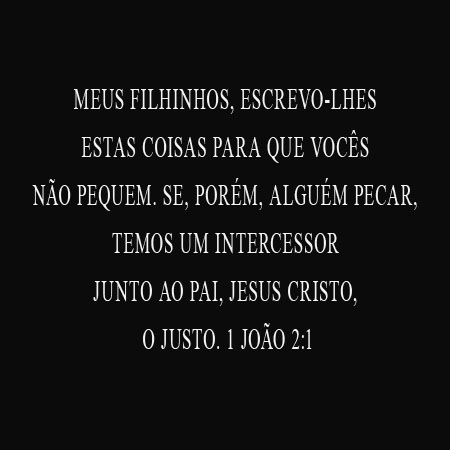 MEUS FILHINHOS, ESCREVO-LHES
ESTAS COISAS PARA QUE VOCÊS
NÃO PEQUEM. SE, PORÉM, ALGUÉM PECAR,
TEMOS UM INTERCESSOR
JUNTO AO PAI, JESUS CRISTO,
O JUSTO. 1 JOÃO 2:1